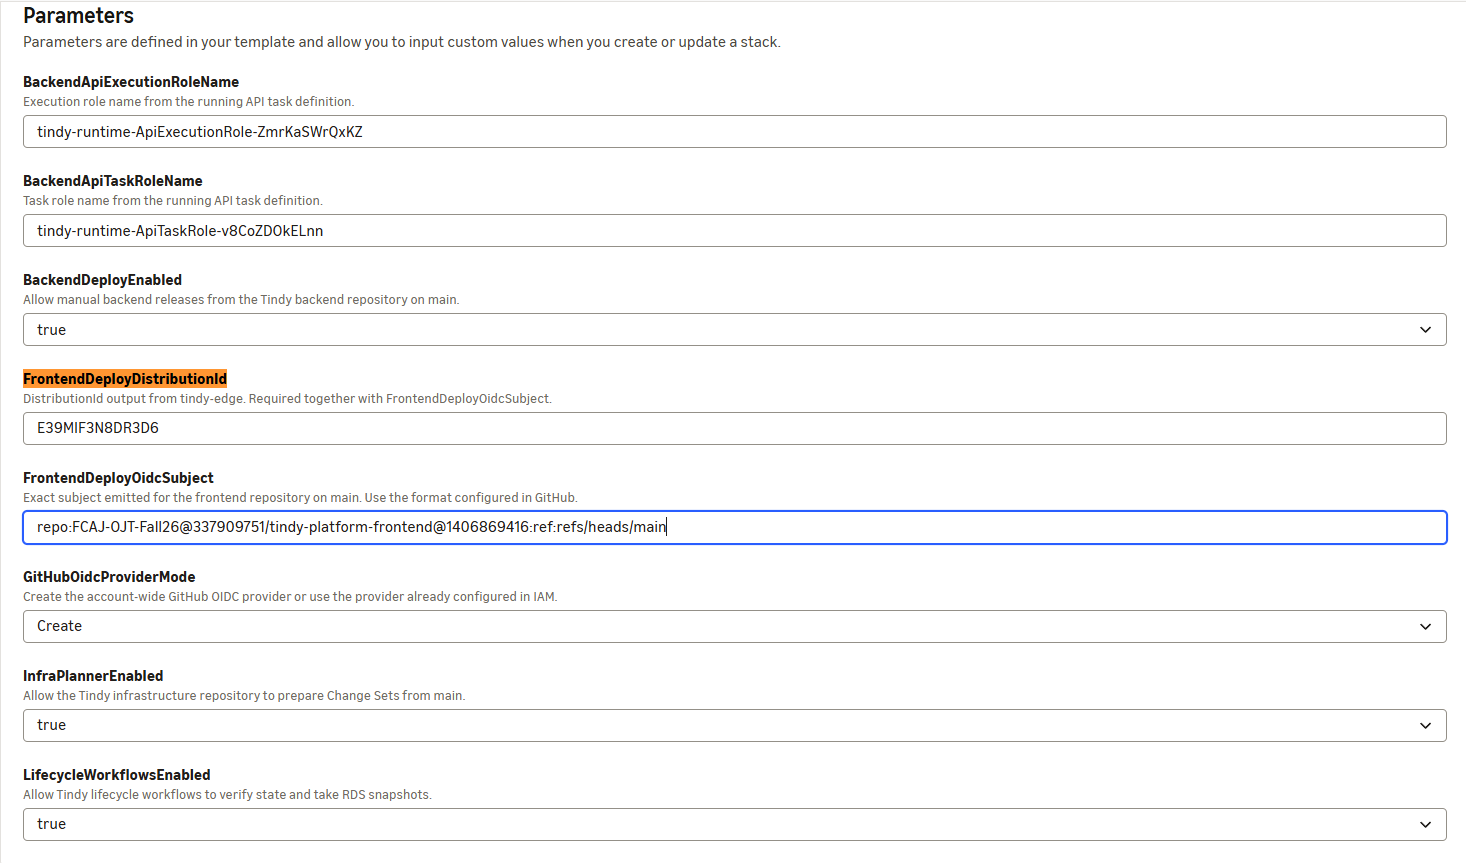 Parameters
Parameters are defined in your template and allow you to input custom values when you create or update a stack.
BackendApiExecutionRoleName
Execution role name from the running API task definition.
tindy-runtime-ApiExecutionRole-ZmrKaSWrQxKZ
BackendApiTaskRoleName
Task role name from the running API task definition.
tindy-runtime-ApiTaskRole-v8CoZDOkELnn
BackendDeployEnabled
Allow manual backend releases from the Tindy backend repository on main.
true
FrontendDeployDistributionId
DistributionId output from tindy-edge. Required together with FrontendDeployOidcSubject.
E39MIF3N8DR3D6
FrontendDeployOidcSubject
Exact subject emitted for the frontend repository on main. Use the format configured in GitHub.
repo:FCAJ-OJT-Fall26@337909751/tindy-platform-frontend@1406869416:ref:refs/heads/main
GitHubOidcProviderMode
Create the account-wide GitHub OIDC provider or use the provider already configured in IAM.
Create
InfraPlannerEnabled
Allow the Tindy infrastructure repository to prepare Change Sets from main.
true
LifecycleWorkflowsEnabled
Allow Tindy lifecycle workflows to verify state and take RDS snapshots.
true